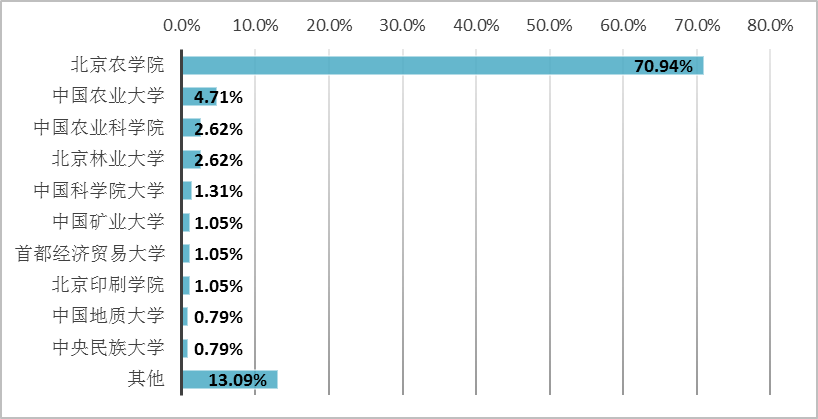 0.0% 10.0% 20.0% 30.0% 40.0% 50.0% 60.0% 70.0% 80.0%
北京农学院 70.94%
中国农业大学 4.71%
中国农业科学院 2.62%
北京林业大学 2.62%
中国科学院大学 1.31%
中国矿业大学 1.05%
首都经济贸易大学 1.05%
北京印刷学院 1.05%
中国地质大学 0.79%
中央民族大学 0.79%
其他 13.09%